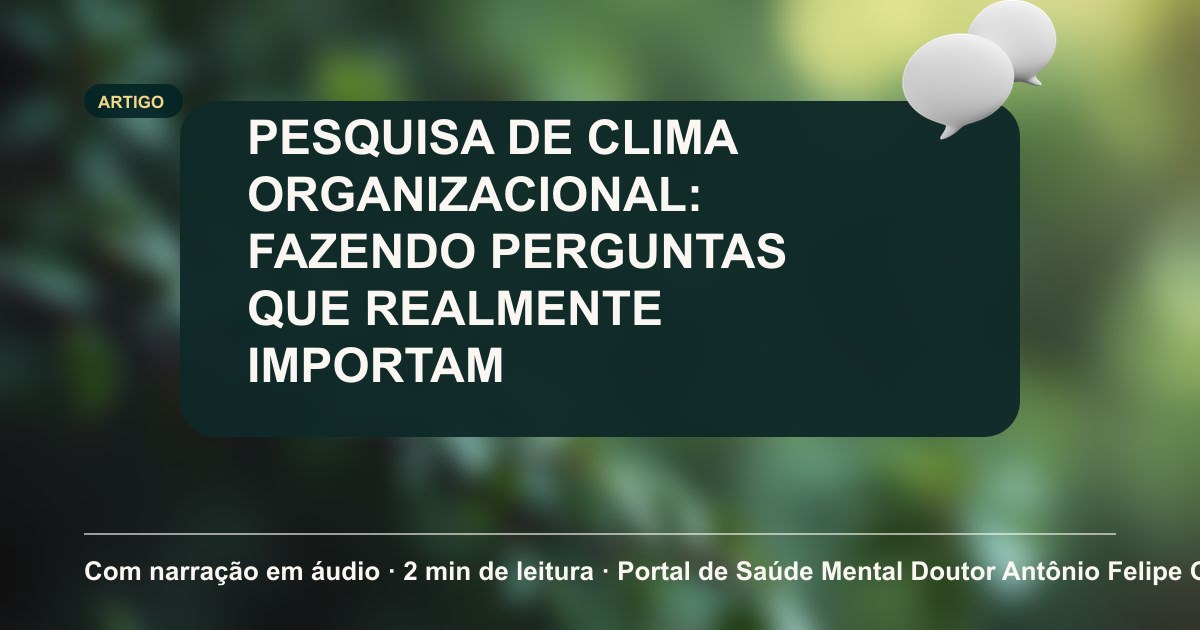 ARTIGO
PESQUISA DE CLIMA
ORGANIZACIONAL:
FAZENDO PERGUNTAS
QUE REALMENTE
IMPORTAM
Com narração em áudio · 2 min de leitura · Portal de Saúde Mental Doutor Antônio Felipe